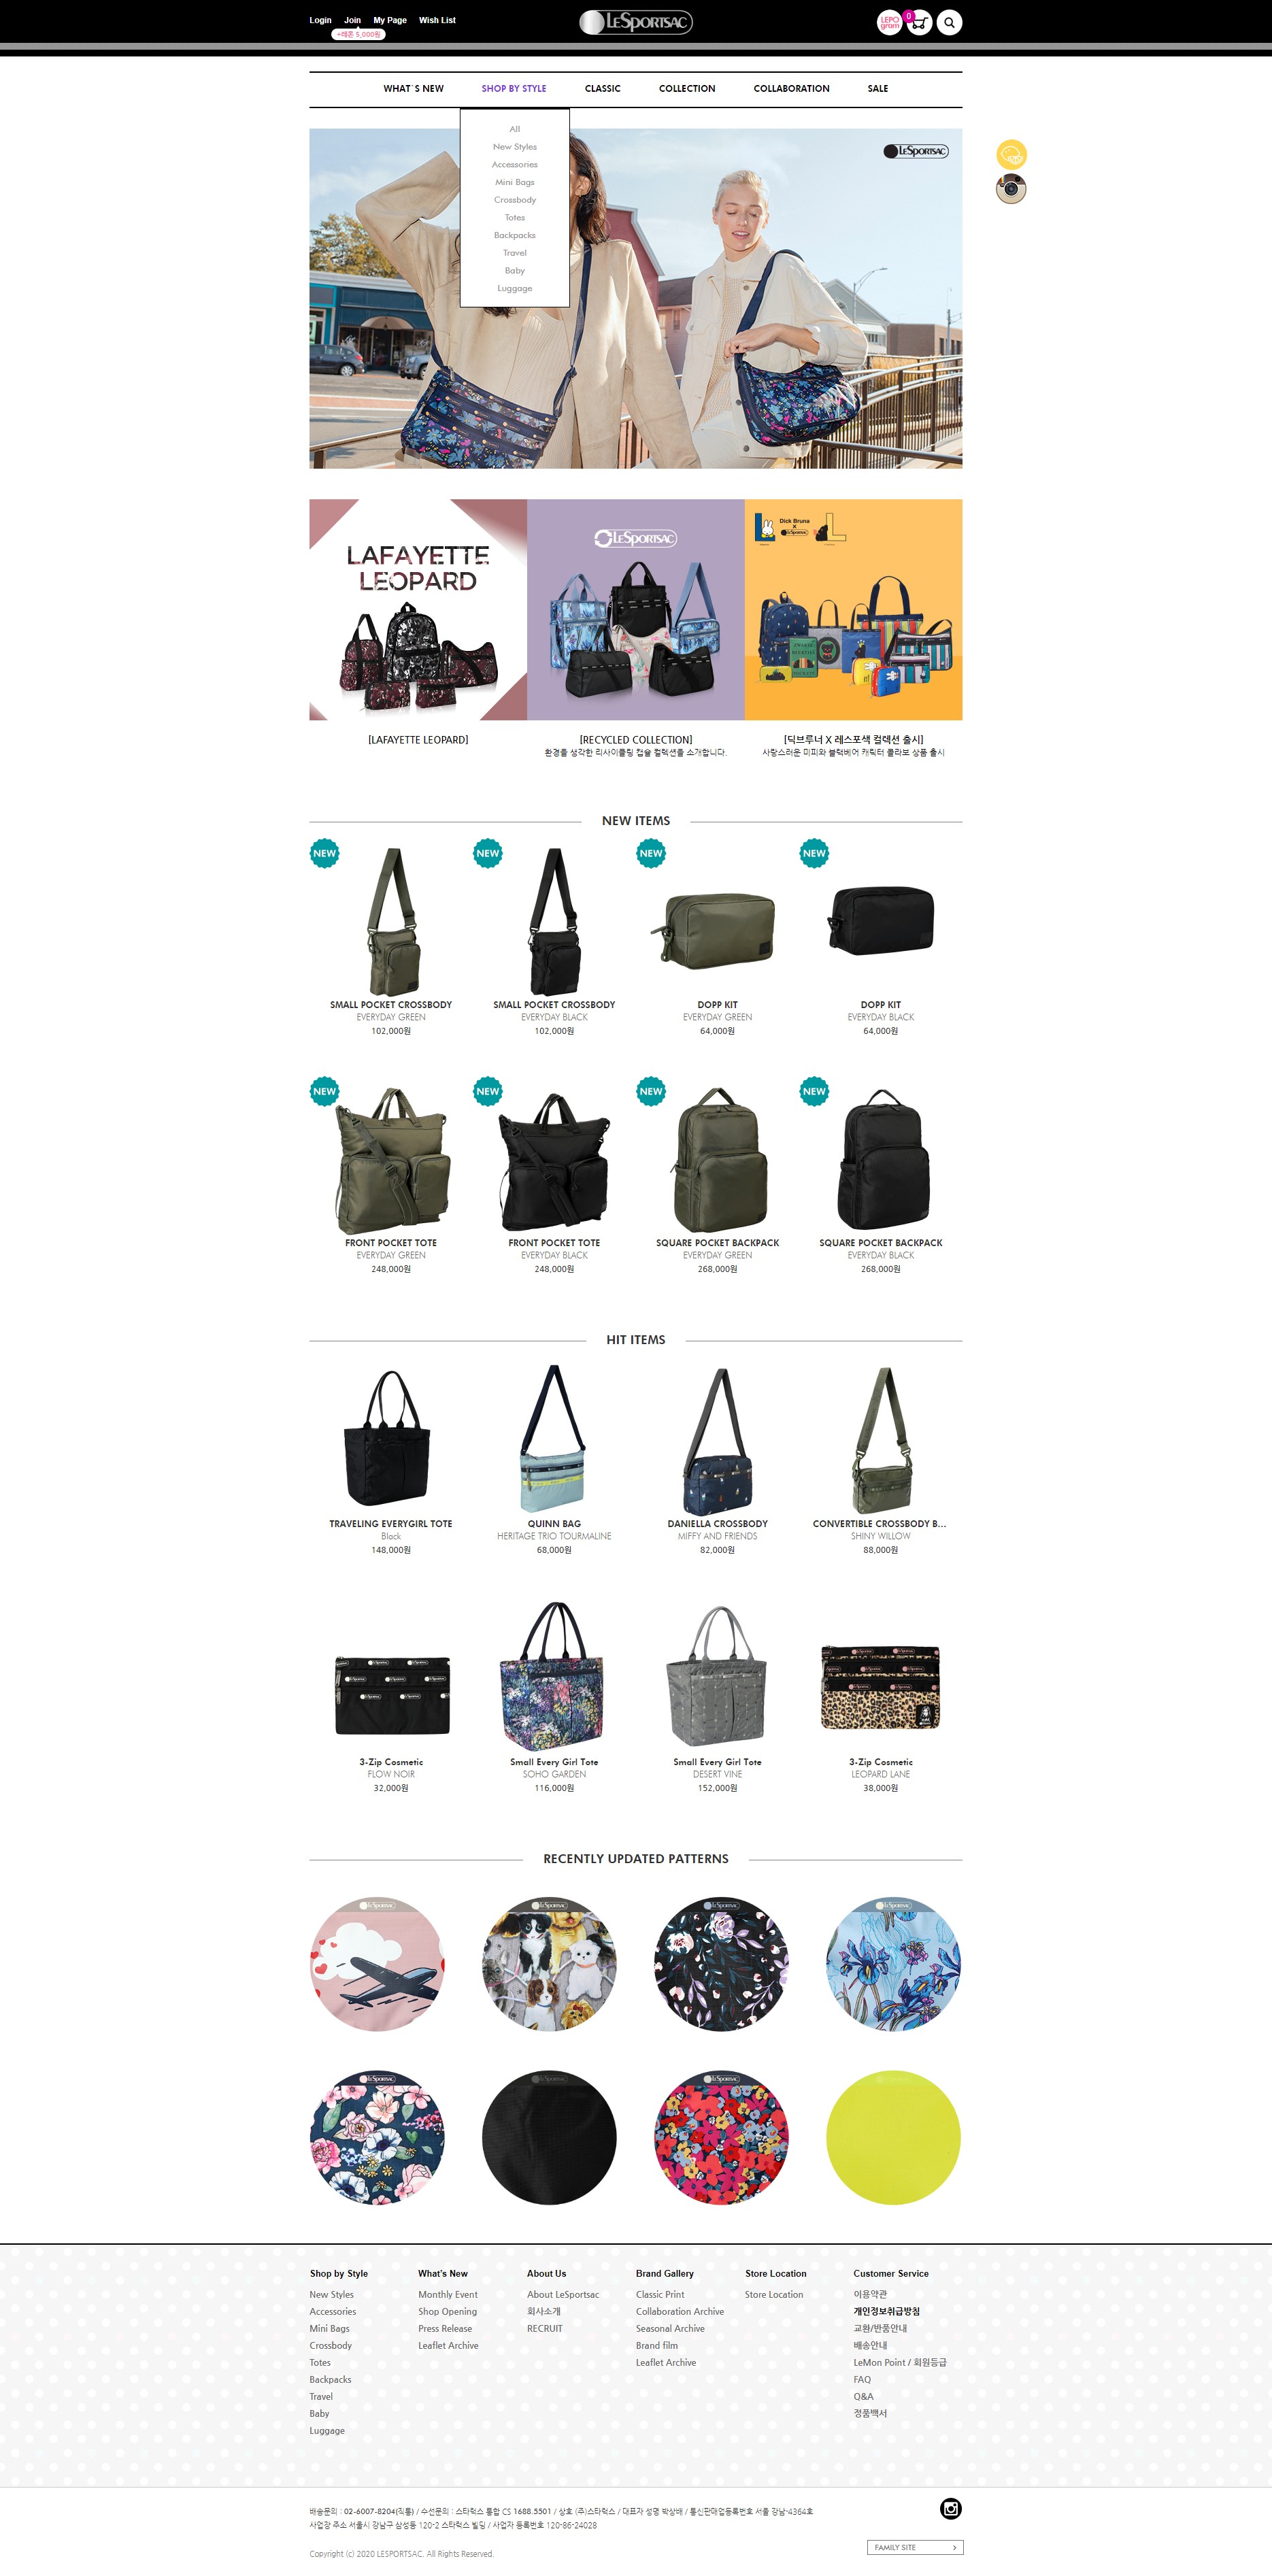 Login Join My Page Wish List
+레몬 5,000원
LESPORTSAC
LEPO gram
0
WHAT`S NEW SHOP BY STYLE CLASSIC COLLECTION COLLABORATION SALE
All
New Styles
Accessories
Mini Bags
Crossbody
Totes
Backpacks
Travel
Baby
Luggage
LESPORTSAC
LAFAYETTE
LEOPARD
LESPORTSAC
Dick Bruna
X
LESPORTSAC
[LAFAYETTE LEOPARD]
[RECYCLED COLLECTION]
환경을 생각한 리사이클링 캡슐 컬렉션을 소개합니다.
[딕브루너 X 레스포색 컬렉션 출시]
사랑스러운 미피와 블랙베어 캐릭터 콜라보 상품 출시
NEW ITEMS
NEW NEW NEW NEW
SMALL POCKET CROSSBODY
EVERYDAY GREEN
102,000원
SMALL POCKET CROSSBODY
EVERYDAY BLACK
102,000원
DOPP KIT
EVERYDAY GREEN
64,000원
DOPP KIT
EVERYDAY BLACK
64,000원
NEW NEW NEW NEW
FRONT POCKET TOTE
EVERYDAY GREEN
248,000원
FRONT POCKET TOTE
EVERYDAY BLACK
248,000원
SQUARE POCKET BACKPACK
EVERYDAY GREEN
268,000원
SQUARE POCKET BACKPACK
EVERYDAY BLACK
268,000원
HIT ITEMS
TRAVELING EVERYGIRL TOTE
Black
148,000원
QUINN BAG
HERITAGE TRIO TOURMALINE
68,000원
DANIELLA CROSSBODY
MIFFY AND FRIENDS
82,000원
CONVERTIBLE CROSSBODY B...
SHINY WILLOW
88,000원
3-Zip Cosmetic
FLOW NOIR
32,000원
Small Every Girl Tote
SOHO GARDEN
116,000원
Small Every Girl Tote
DESERT VINE
152,000원
3-Zip Cosmetic
LEOPARD LANE
38,000원
RECENTLY UPDATED PATTERNS
Shop by Style
New Styles
Accessories
Mini Bags
Crossbody
Totes
Backpacks
Travel
Baby
Luggage
What's New
Monthly Event
Shop Opening
Press Release
Leaflet Archive
About Us
About LeSportsac
회사소개
RECRUIT
Brand Gallery
Classic Print
Collaboration Archive
Seasonal Archive
Brand film
Leaflet Archive
Store Location
Store Location
Customer Service
이용약관
개인정보취급방침
교환/반품안내
배송안내
LeMon Point / 회원등급
FAQ
Q&A
정품백서
배송문의 : 02-6007-8204(직통) / 수선문의 : 스타럭스 통합 CS 1688.5501 / 상호 (주)스타럭스 / 대표자 성명 박상배 / 통신판매업등록번호 서울 강남-4364호
사업장 주소 서울시 강남구 삼성동 120-2 스타럭스 빌딩 / 사업자 등록번호 120-86-24028
Copyright (c) 2020 LESPORTSAC. All Rights Reserved.
FAMILY SITE